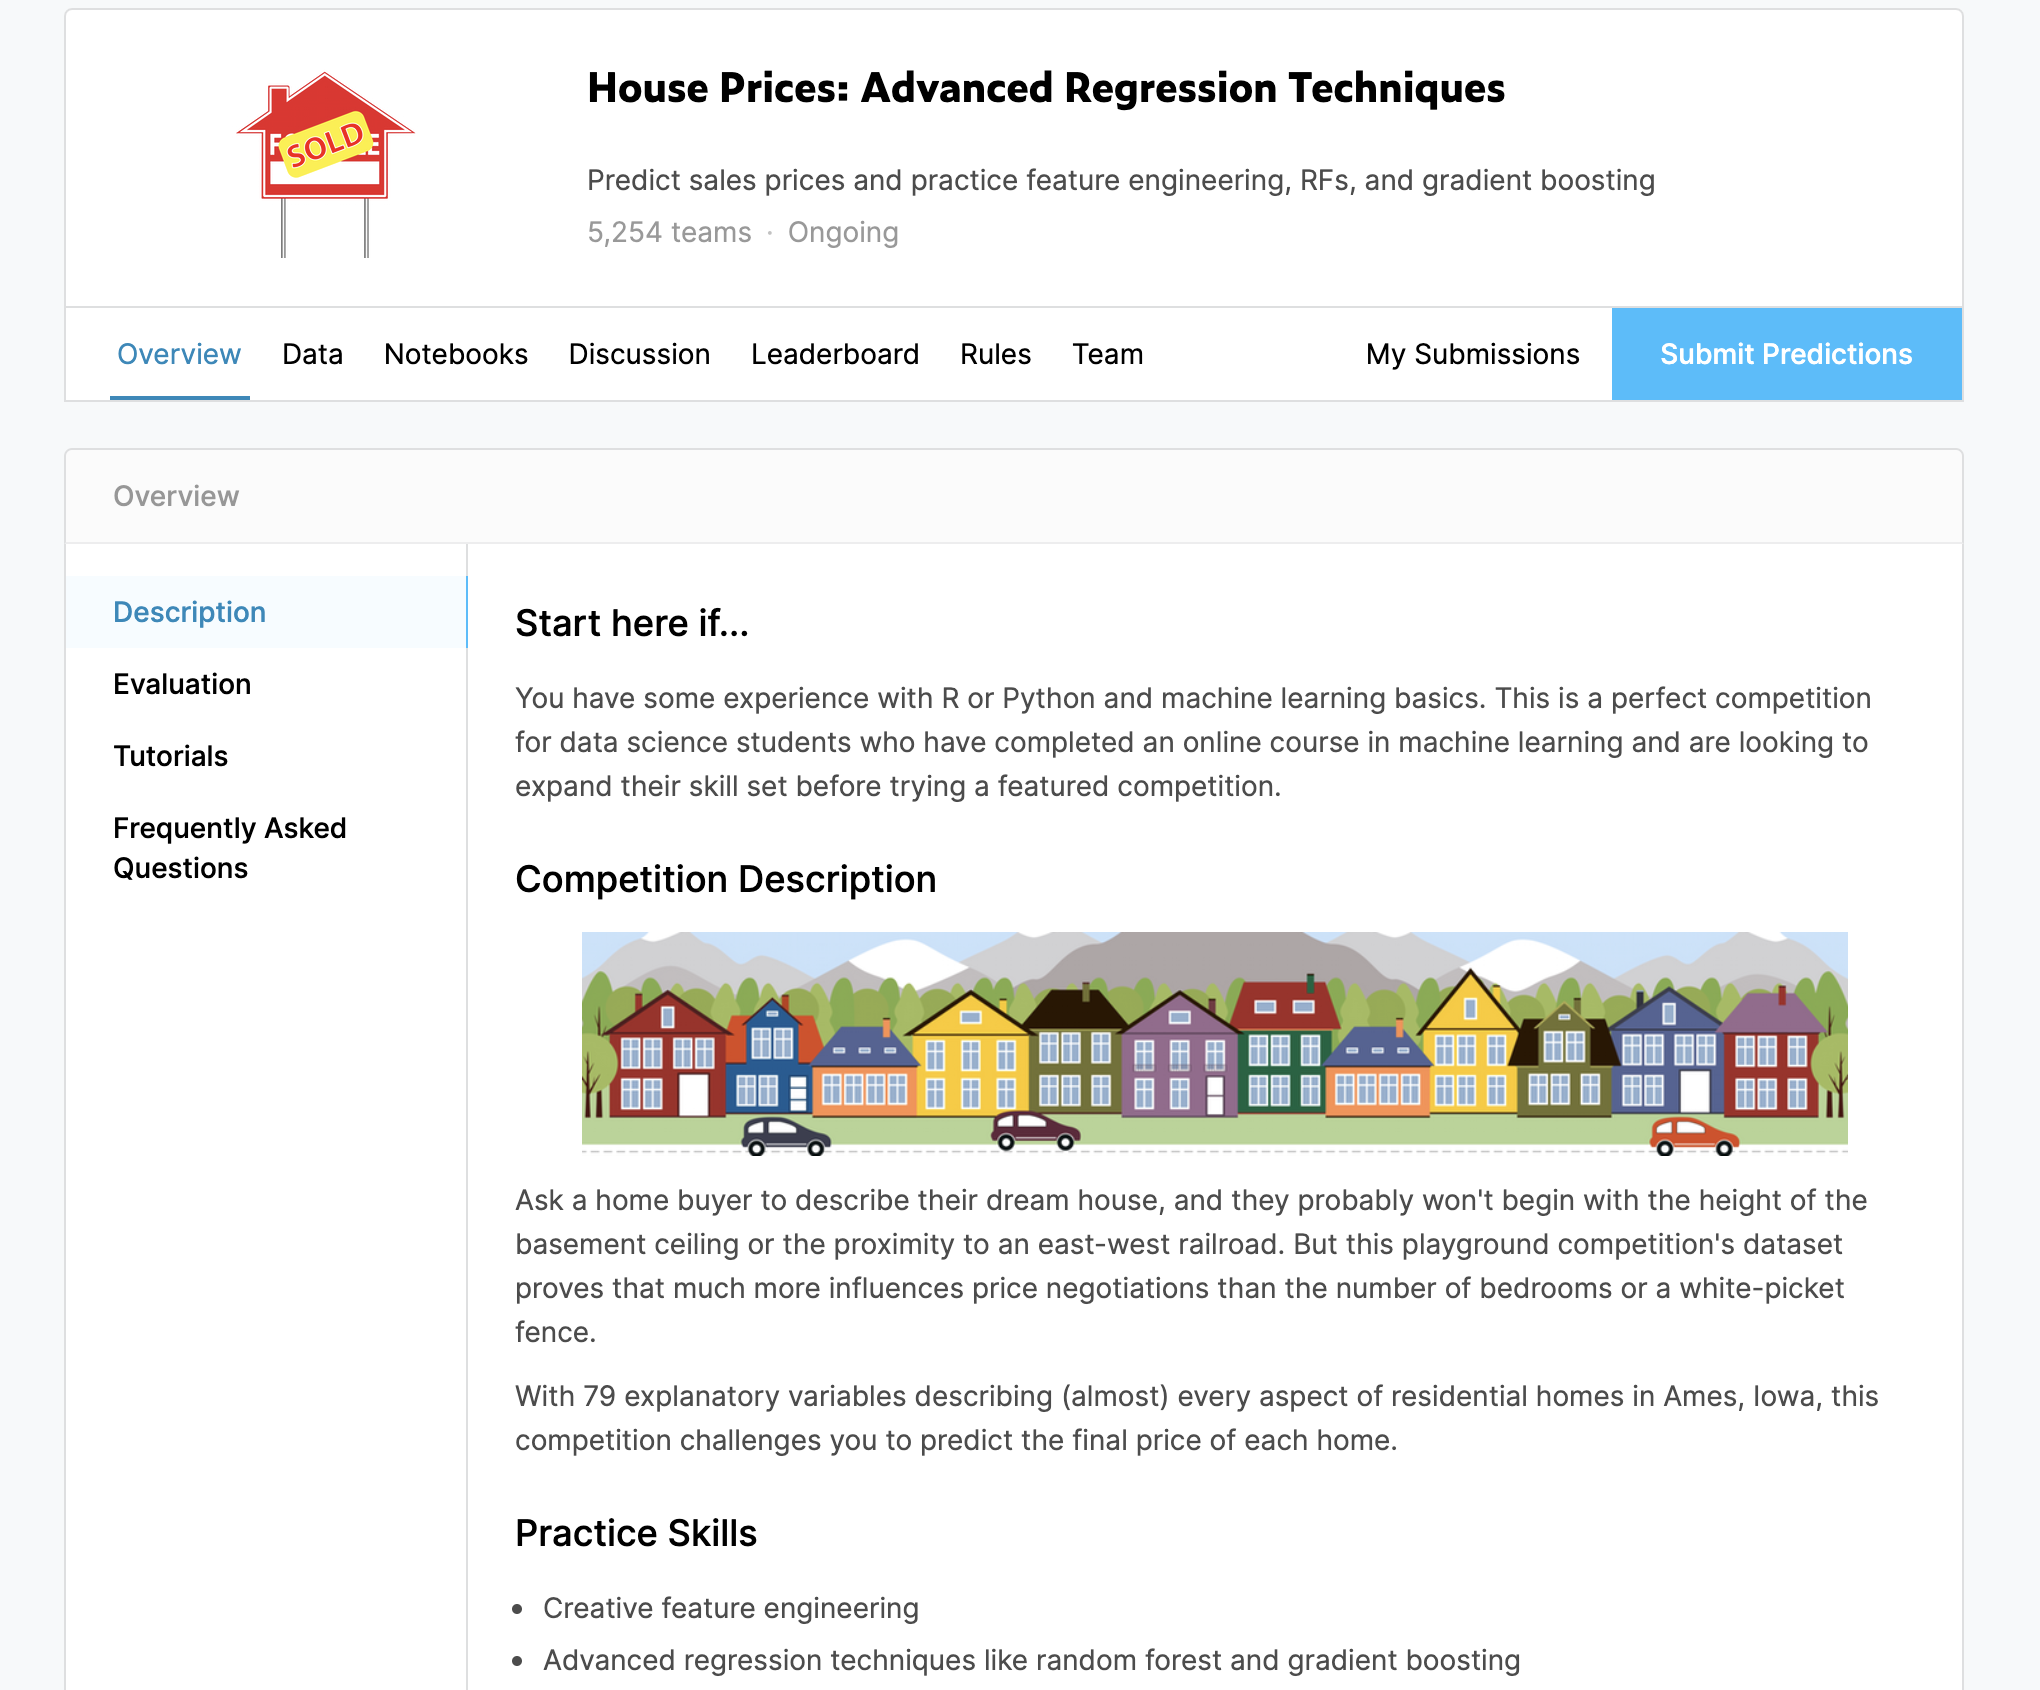 House Prices: Advanced Regression Techniques
SOLD
Predict sales prices and practice feature engineering, RFs, and gradient boosting
5,254 teams · Ongoing
Overview
Data
Notebooks
Discussion
Leaderboard
Rules
Team
My Submissions
Submit Predictions
Overview
Description
Evaluation
Tutorials
Frequently Asked
Questions
Start here if...
You have some experience with R or Python and machine learning basics. This is a perfect competition
for data science students who have completed an online course in machine learning and are looking to
expand their skill set before trying a featured competition.
Competition Description
Ask a home buyer to describe their dream house, and they probably won't begin with the height of the
basement ceiling or the proximity to an east-west railroad. But this playground competition's dataset
proves that much more influences price negotiations than the number of bedrooms or a white-picket
fence.
With 79 explanatory variables describing (almost) every aspect of residential homes in Ames, Iowa, this
competition challenges you to predict the final price of each home.
Practice Skills
• Creative feature engineering
• Advanced regression techniques like random forest and gradient boosting